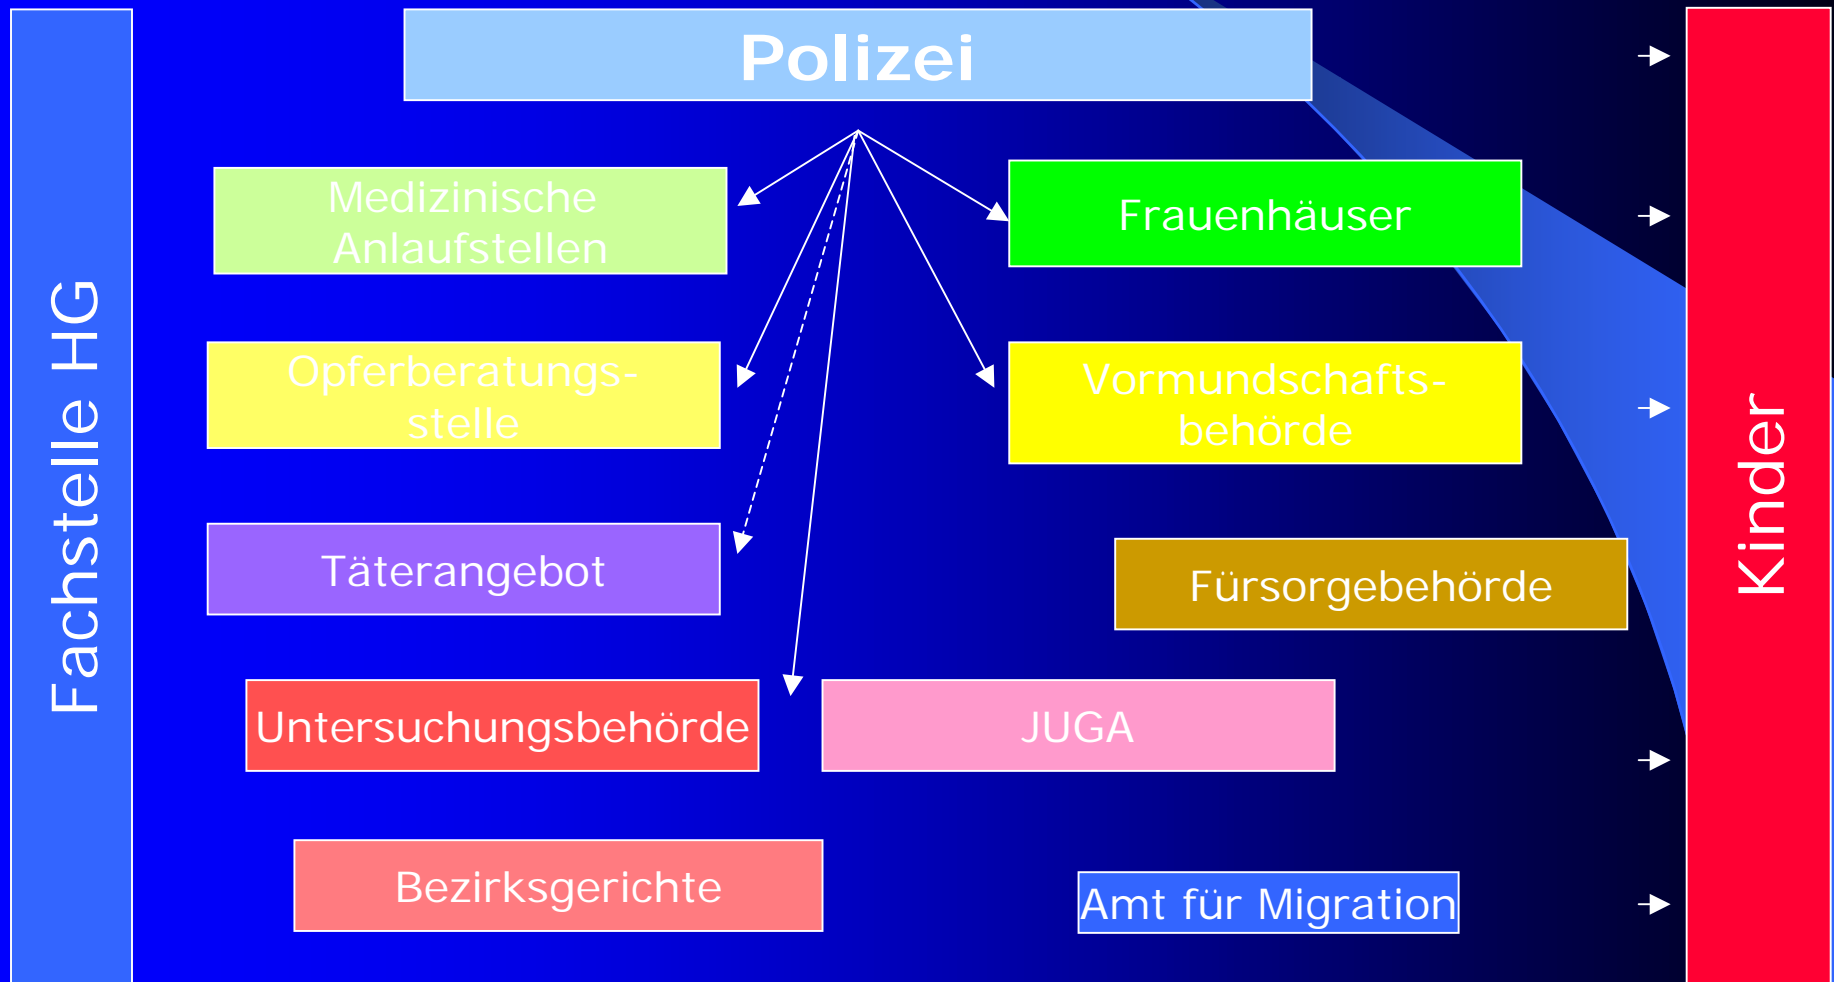 Fachstelle HG
Polizei
Medizinische
Anlaufstellen
Frauenhäuser
Opferberatungs-
stelle
Vormundschafts-
behörde
Täterangebot
Fürsorgebehörde
Untersuchungsbehörde
JUGA
Bezirksgerichte
Amt für Migration
Kinder